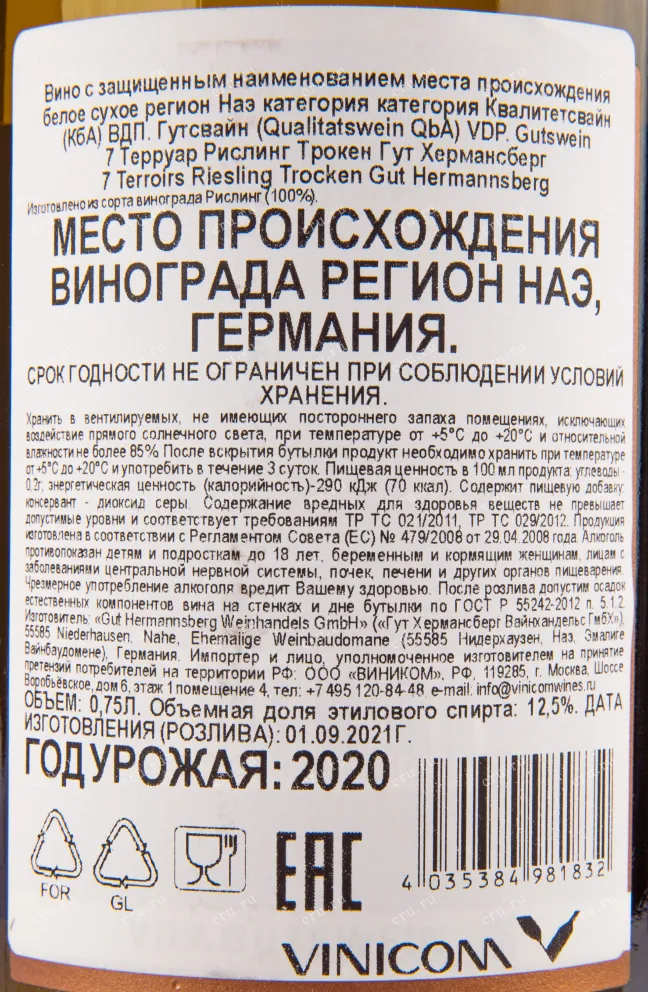 Вино с защищенным наименованием места происхождения
белое сухое регион Наэ категория категория Квалитетсвайн
(КбА) ВДП. Гутсвайн (Qualitatswein QbA) VDP. Gutswein
7 Терруар Рислинг Трокен Гут Хермансберг
7 Terroirs Riesling Trocken Gut Hermannsberg
Изготовлено из сорта винограда Рислинг (100%).
МЕСТО ПРОИСХОЖДЕНИЯ
ВИНОГРАДА РЕГИОН НАЭ,
ГЕРМАНИЯ.
СРОК ГОДНОСТИ НЕ ОГРАНИЧЕН ПРИ СОБЛЮДЕНИИ УСЛОВИЙ
ХРАНЕНИЯ.
Хранить в вентилируемых, не имеющих постороннего запаха помещениях, исключающих
воздействие прямого солнечного света, при температуре от +5°С до +20°С и относительной
влажности не более 85% После вскрытия бутылки продукт необходимо хранить при температуре
от +5°С до +20°С и употребить в течение 3 суток. Пищевая ценность в 100 мл продукта: углеводы -
0,2г; энергетическая ценность (калорийность)-290 кДж (70 ккал). Содержит пищевую добавку:
консервант - диоксид серы. Содержание вредных для здоровья веществ не превышает
допустимые уровни и соответствует требованиям ТР ТС 021/2011, ТР ТС 029/2012. Продукция
изготовлена в соответствии с Регламентом Совета (ЕС) № 479/2008 от 29.04.2008 года. Алкоголь
противопоказан детям и подросткам до 18 лет, беременным и кормящим женщинам, лицам с
заболеваниями центральной нервной системы, почек, печени и других органов пищеварения.
Чрезмерное употребление алкоголя вредит Вашему здоровью. После розлива допустим осадок
естественных компонентов вина на стенках и дне бутылки по ГОСТ Р 55242-2012 п. 5.1.2.
Изготовитель: «Gut Hermannsberg Weinhandels GmbH» («Гут Хермансберг Вайнхандельс ГмбХ»),
55585 Niederhausen, Nahe, Ehemalige Weinbaudomane (55585 Нидерхаузен, Наэ, Эмалиге
Вайнбаудомене), Германия. Импортер и лицо, уполномоченное изготовителем на принятие
претензий потребителей на территории РФ: ООО «ВИНИКОМ», РФ, 119285, г. Москва, Шоссе
Воробьёвское, дом 6, этаж 1 помещение 4, тел: +7 495 120-84-48, e-mail: info@vinicomwines.ru
ОБЪЕМ: 0,75Л. Объемная доля этилового спирта: 12,5%. ДАТА
ИЗГОТОВЛЕНИЯ (РОЗЛИВА): 01.09.2021Г.
ГОД УРОЖАЯ: 2020
FOR
GL
EAC
4 035384 981832
VINICOM